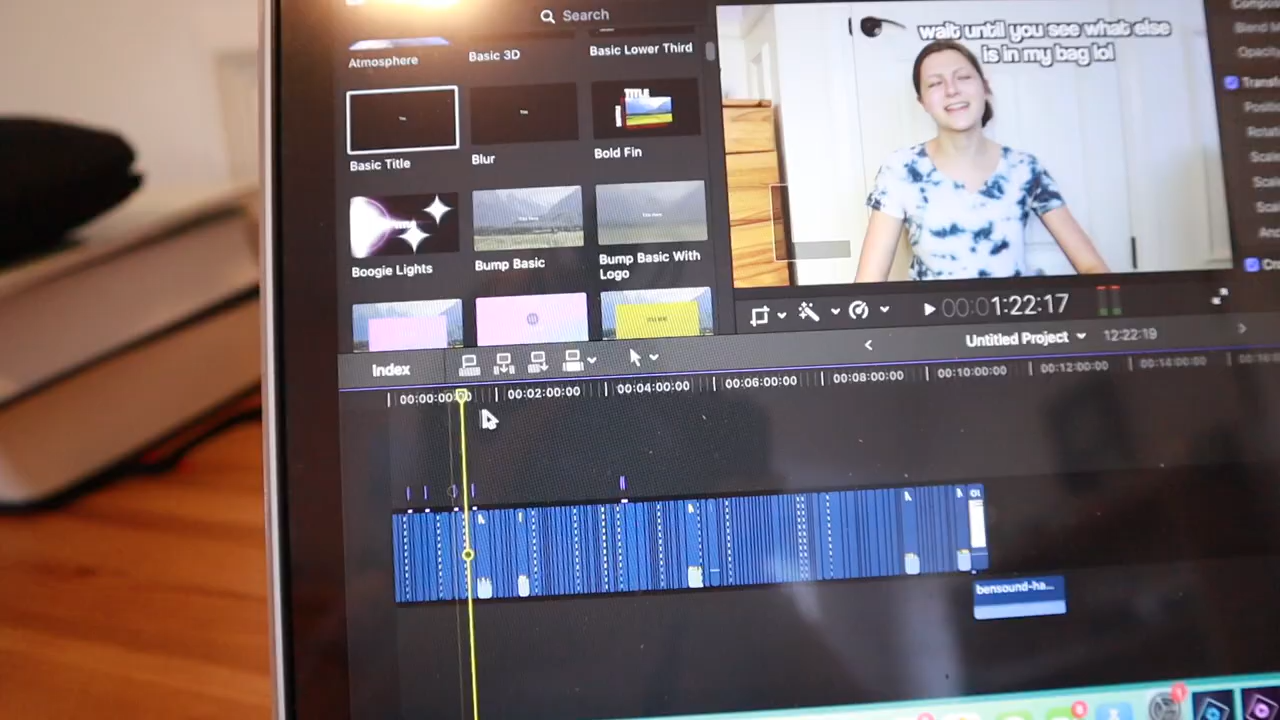 Search
Atmosphere
Basic 3D
Basic Lower Third
Basic Title
Blur
TITLE
Bold Fin
Boogie Lights
Bump Basic
Bump Basic With
Logo
wait until you see what else
is in my bag lol
00:001:22:17
Index
Untitled Project
12:22:19
00:00:00:00
00:02:00:00
00:04:00:00
00:06:00:00
00:08:00:00
00:10:00:00
00:12:00:00
00:14:00:00
bensound-ha...